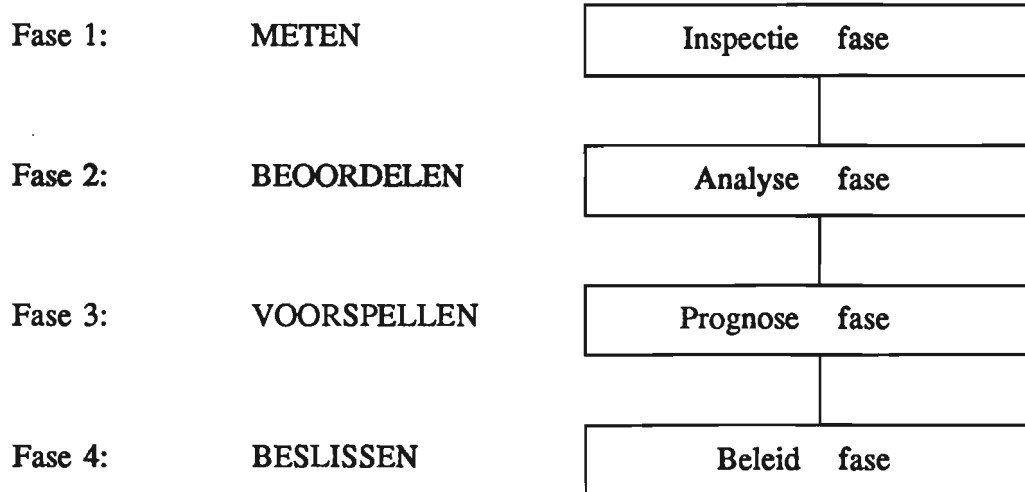 Fase 1: METEN Inspectie fase
Fase 2: BEOORDELEN Analyse fase
Fase 3: VOORSPELLEN Prognose fase
Fase 4: BESLISSEN Beleid fase